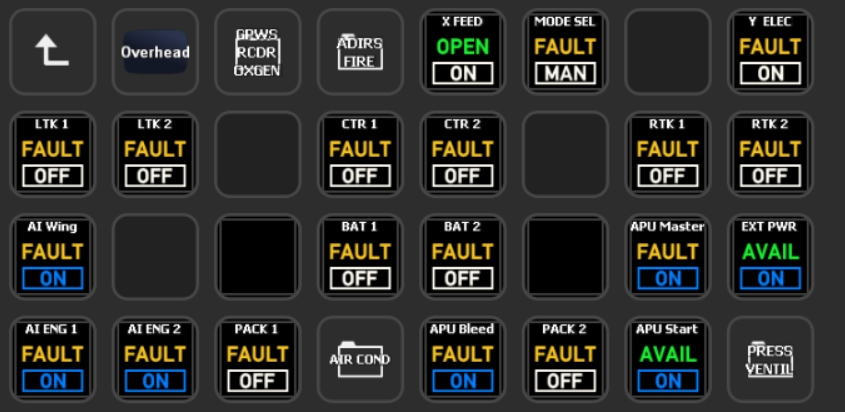 Overhead
GPWS
RCDR
OXGEN
ADIRS
FIRE
X FEED
OPEN
ON
MODE SEL
FAULT
MAN
Y ELEC
FAULT
ON
LTK 1
FAULT
OFF
LTK 2
FAULT
OFF
CTR 1
FAULT
OFF
CTR 2
FAULT
OFF
RTK 1
FAULT
OFF
RTK 2
FAULT
OFF
AI Wing
FAULT
ON
BAT 1
FAULT
OFF
BAT 2
FAULT
OFF
APU Master
FAULT
ON
EXT PWR
AVAIL
ON
AI ENG 1
FAULT
ON
AI ENG 2
FAULT
ON
PACK 1
FAULT
OFF
AIR COND
APU Bleed
FAULT
ON
PACK 2
FAULT
OFF
APU Start
AVAIL
ON
PRESS
VENTIL